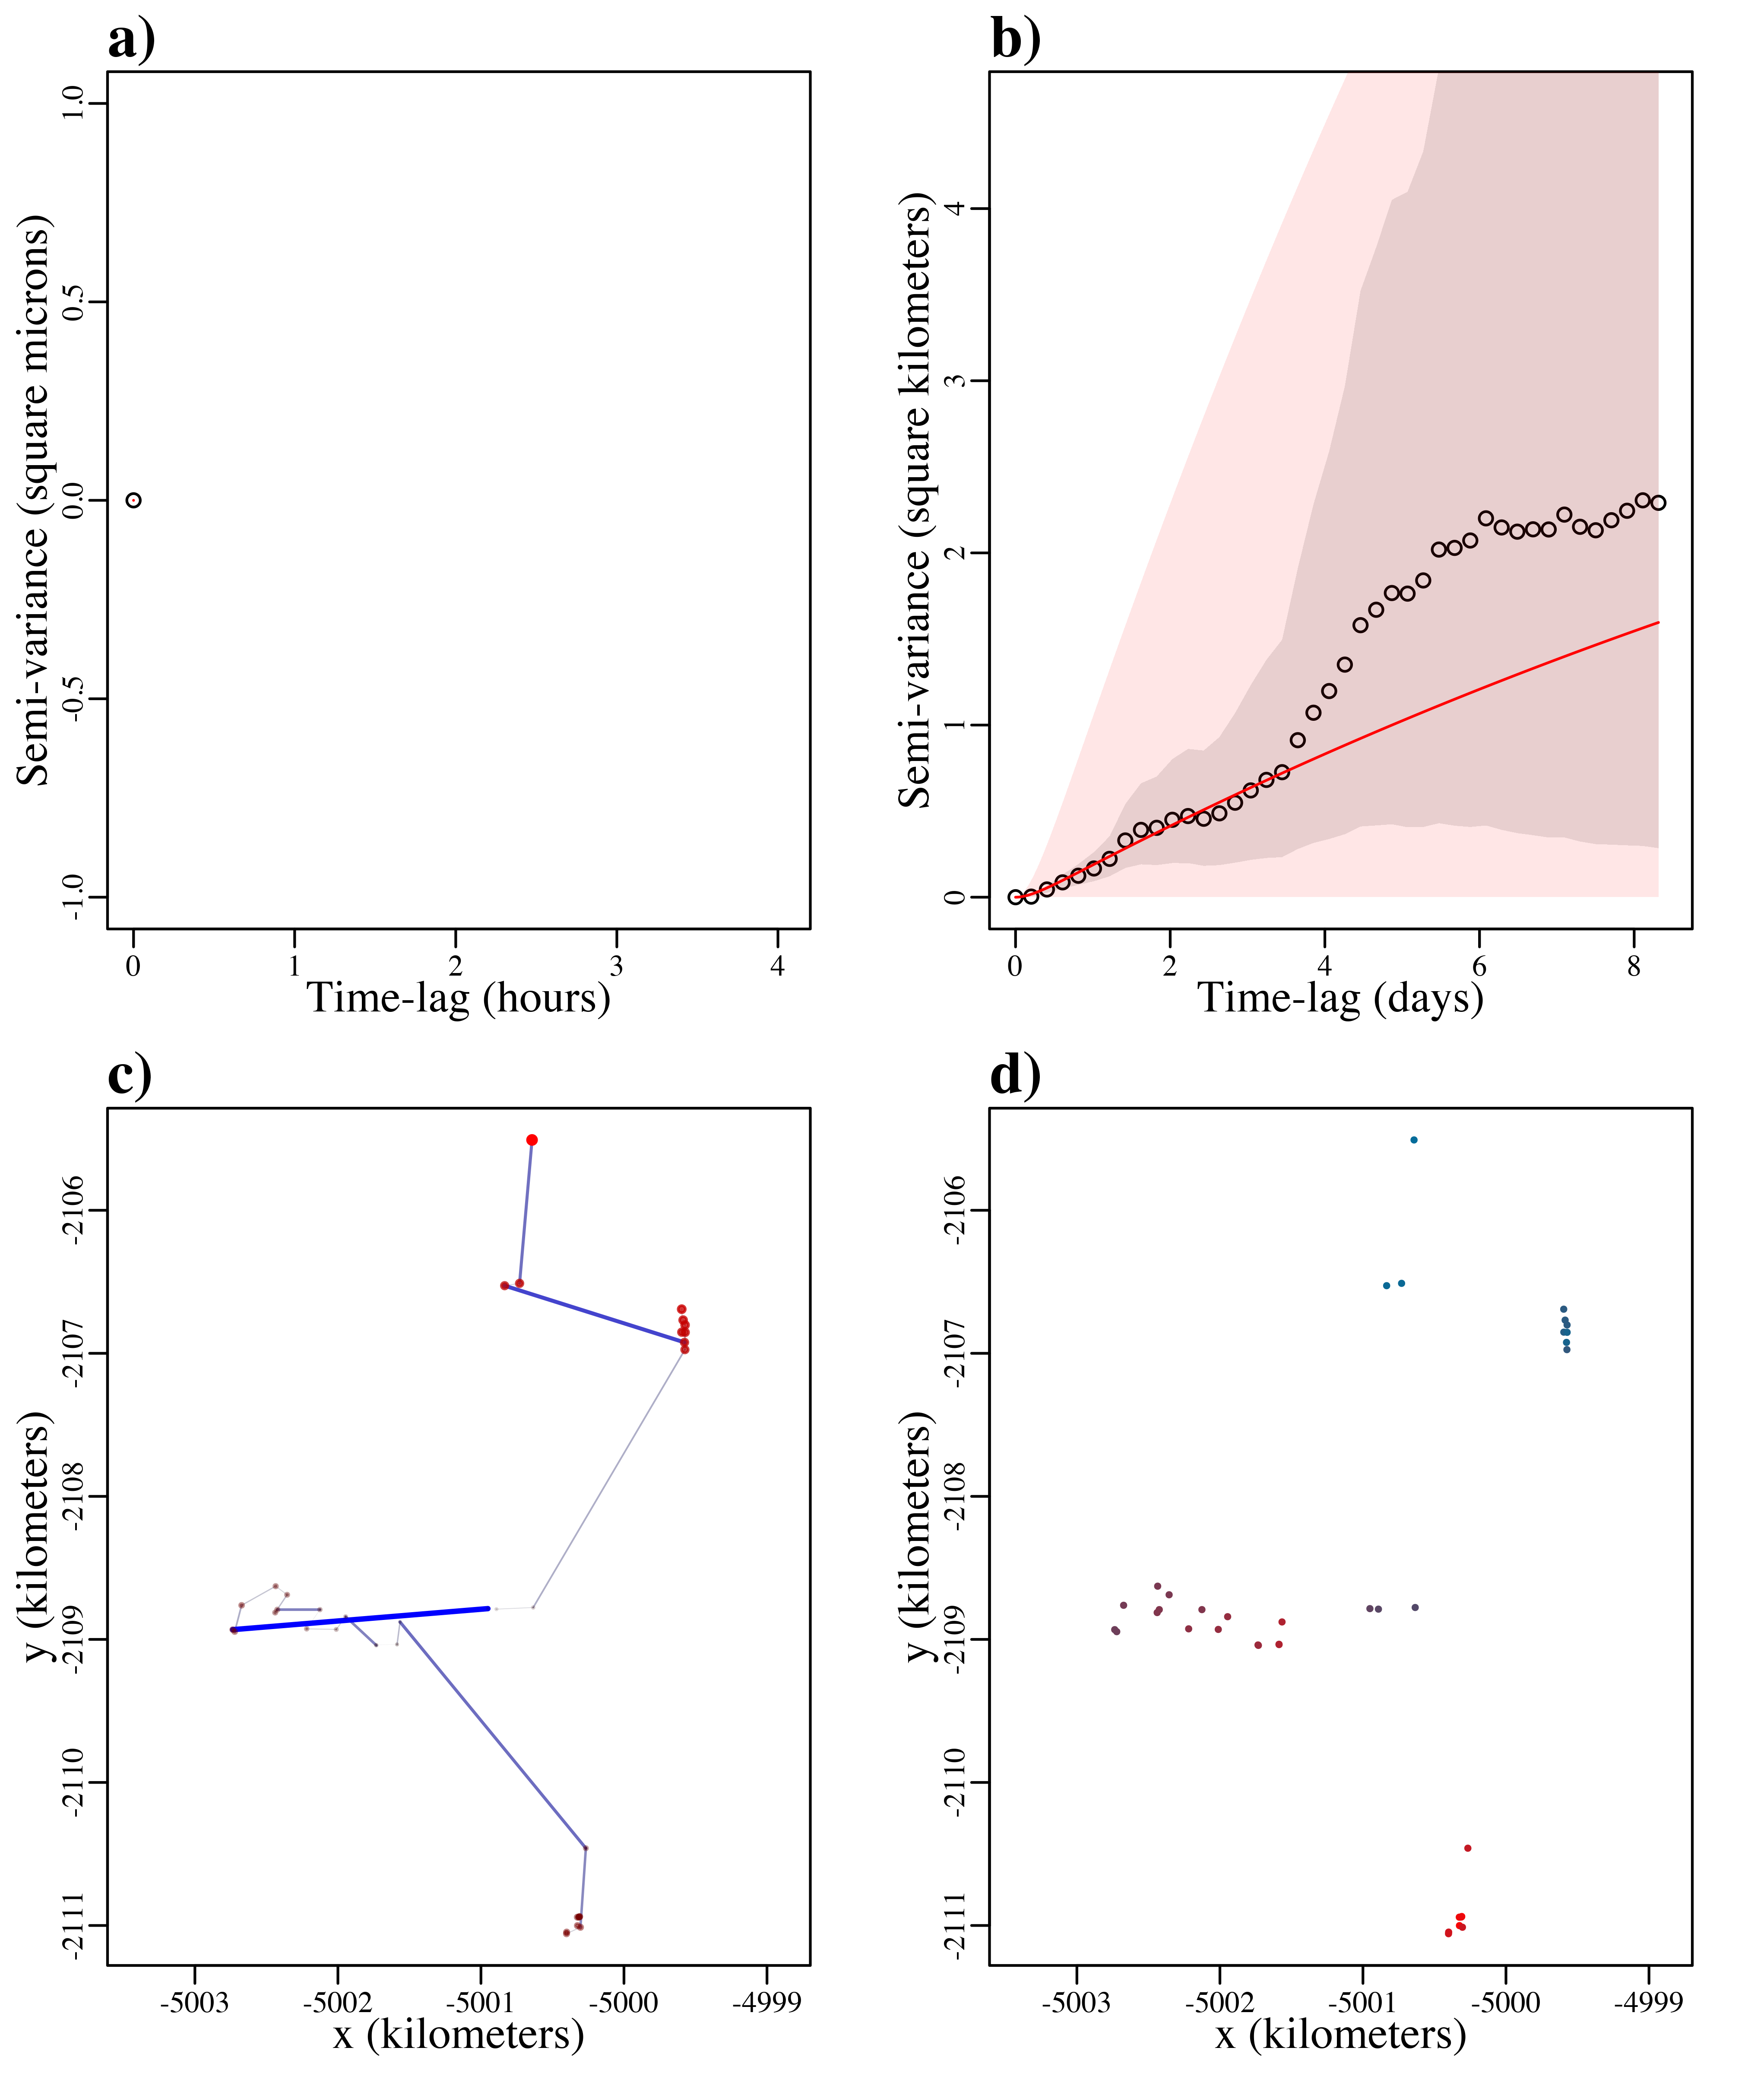 a)
Semi-variance (square microns)
1.0
0.5
0.0
-0.5
-1.0
0 1 2 3 4
Time-lag (hours)
b)
Semi-variance (square kilometers)
4
3
2
1
0
0 2 4 6 8
Time-lag (days)
c)
y (kilometers)
-2106
-2107
-2108
-2109
-2110
-2111
-5003 -5002 -5001 -5000 -4999
x (kilometers)
d)
y (kilometers)
-2106
-2107
-2108
-2109
-2110
-2111
-5003 -5002 -5001 -5000 -4999
x (kilometers)